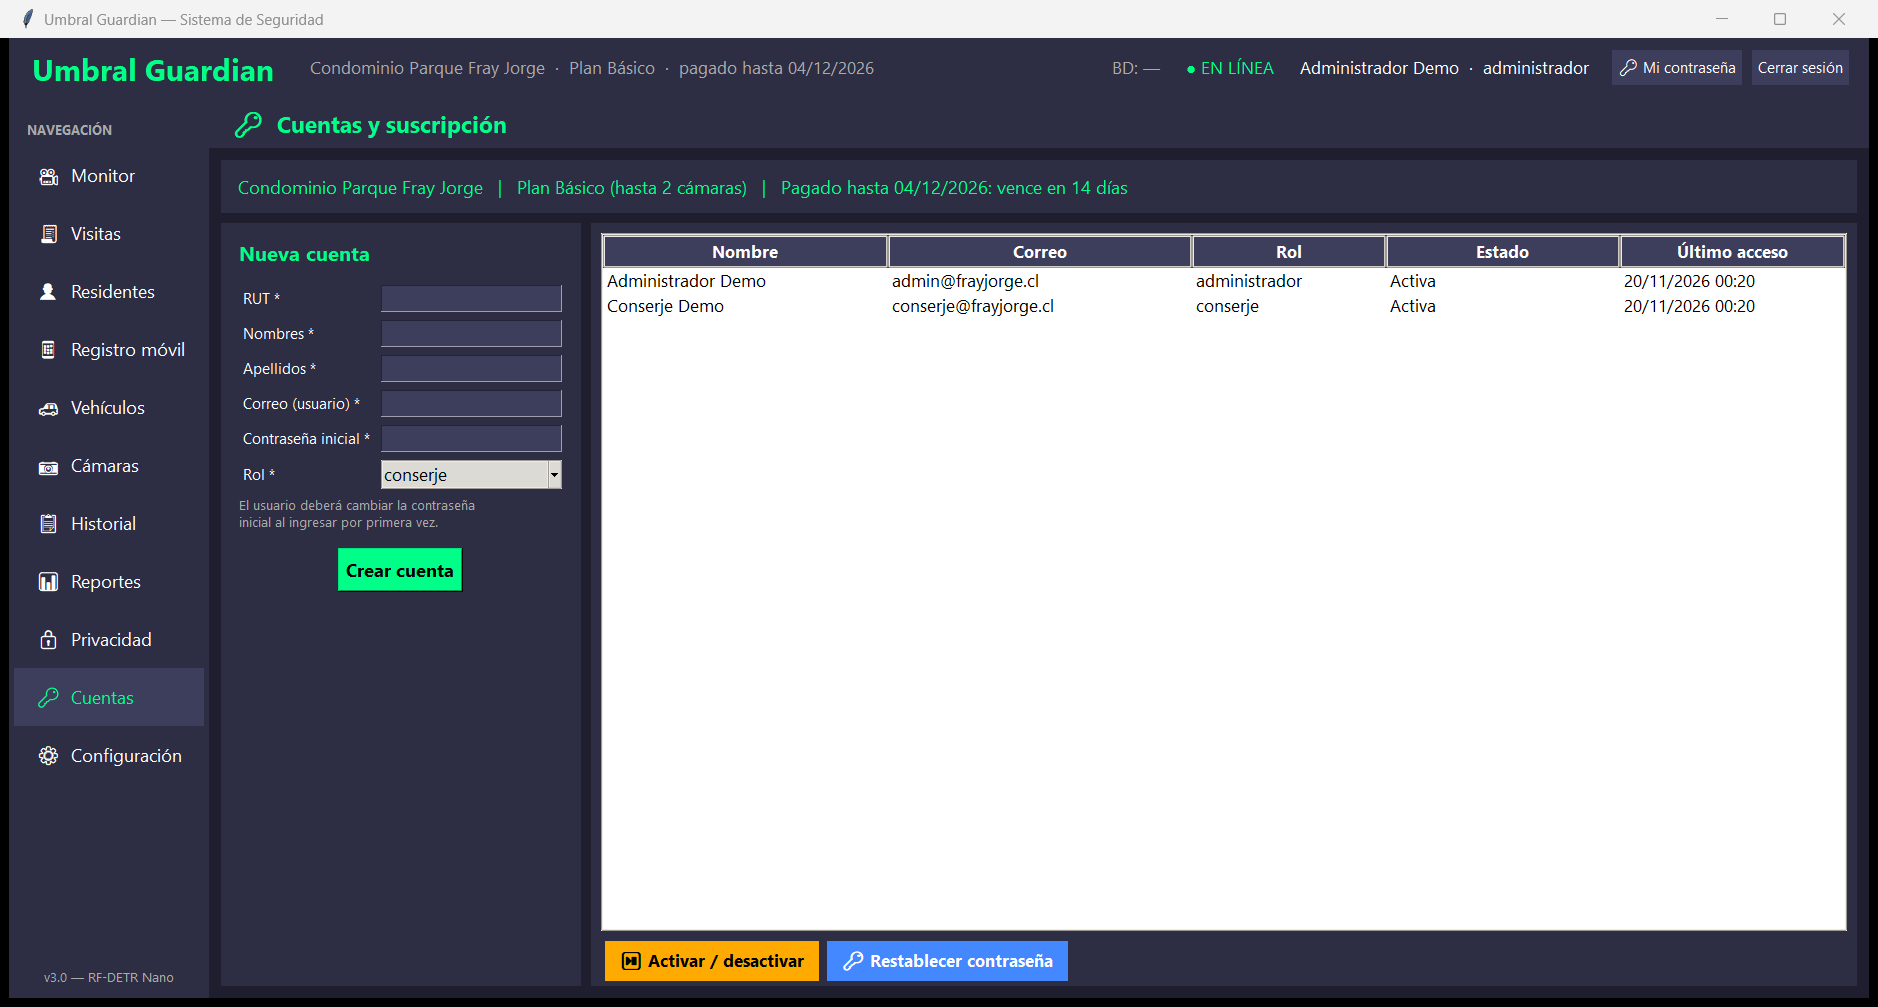 Umbral Guardian — Sistema de Seguridad
Umbral Guardian
Condominio Parque Fray Jorge · Plan Básico · pagado hasta 04/12/2026
BD: —
● EN LÍNEA
Administrador Demo · administrador
Mi contraseña
Cerrar sesión
NAVEGACIÓN
Monitor
Visitas
Residentes
Registro móvil
Vehículos
Cámaras
Historial
Reportes
Privacidad
Cuentas
Configuración
v3.0 — RF-DETR Nano
Cuentas y suscripción
Condominio Parque Fray Jorge | Plan Básico (hasta 2 cámaras) | Pagado hasta 04/12/2026: vence en 14 días
Nueva cuenta
RUT *
Nombres *
Apellidos *
Correo (usuario) *
Contraseña inicial *
Rol * conserje
El usuario deberá cambiar la contraseña
inicial al ingresar por primera vez.
Crear cuenta
Nombre Correo Rol Estado Último acceso
Administrador Demo admin@frayjorge.cl administrador Activa 20/11/2026 00:20
Conserje Demo conserje@frayjorge.cl conserje Activa 20/11/2026 00:20
Activar / desactivar
Restablecer contraseña